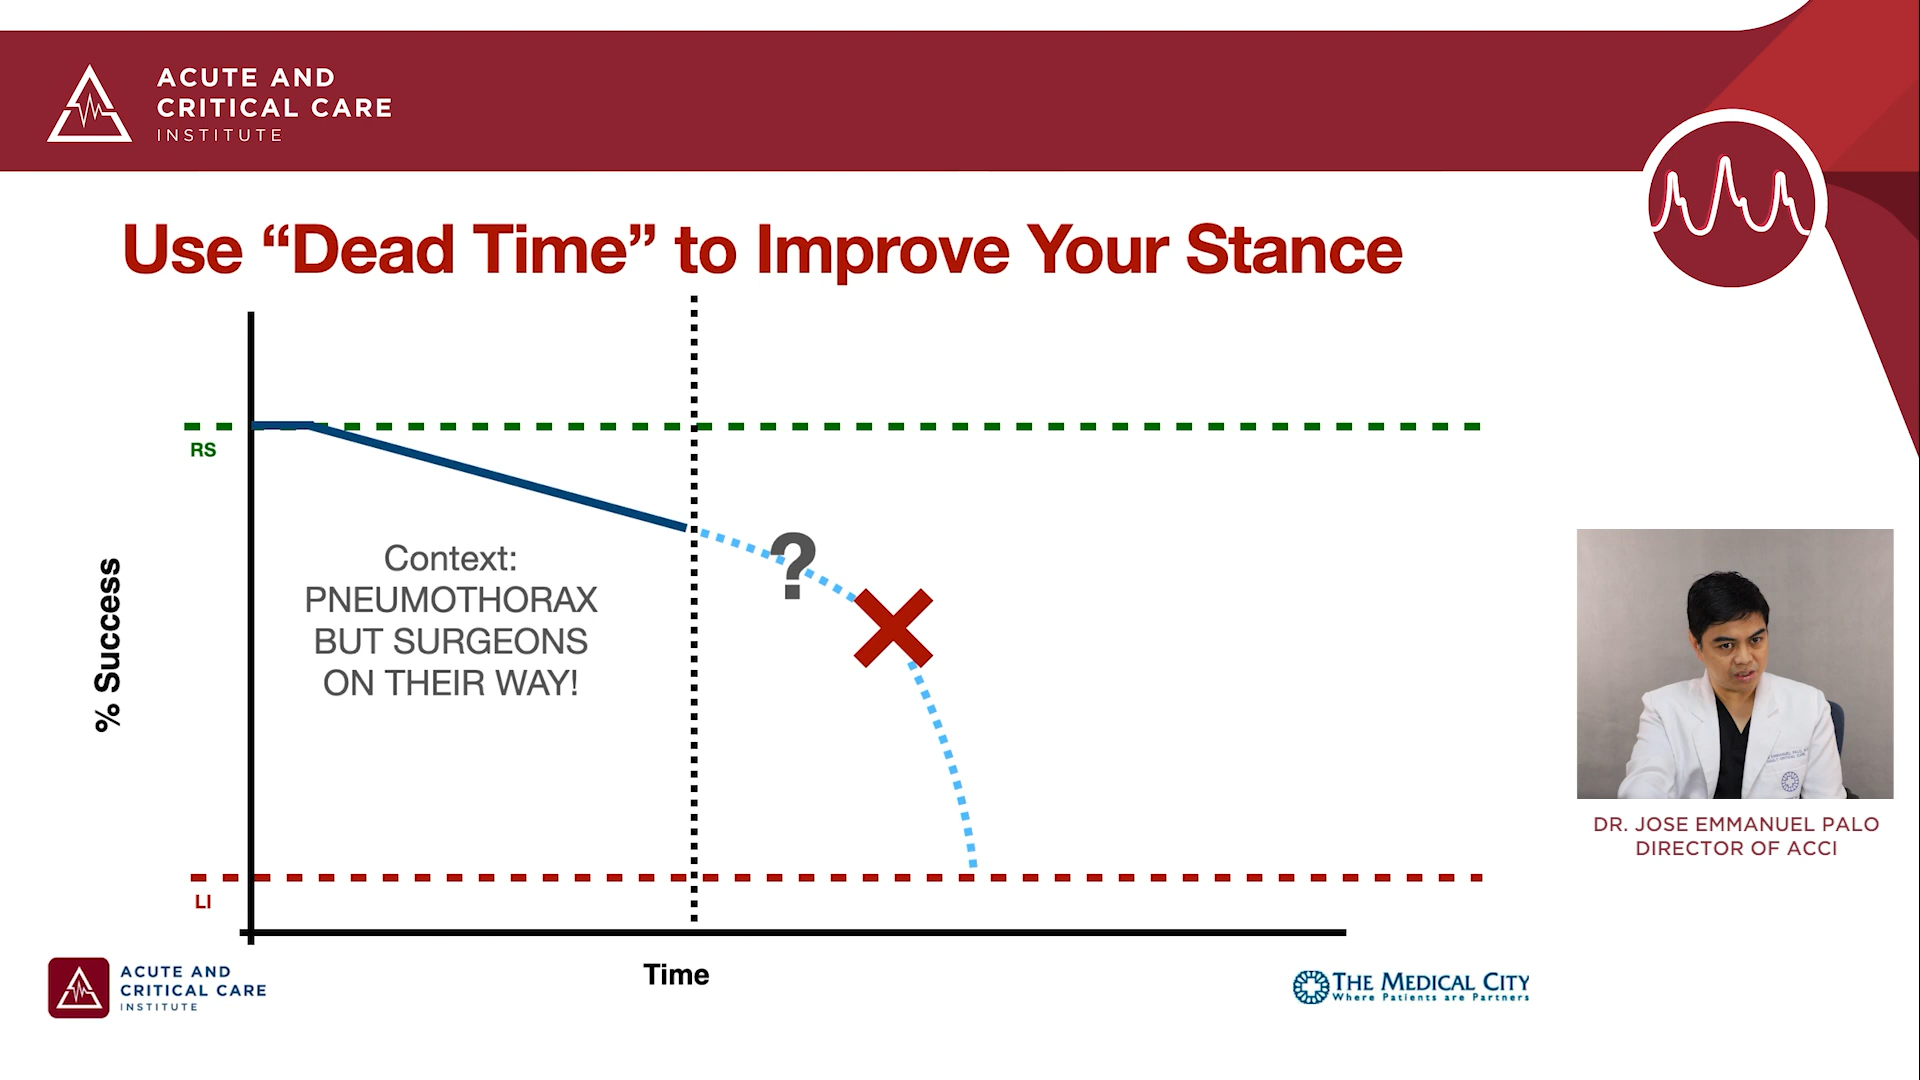 ACUTE AND
CRITICAL CARE
INSTITUTE
Use “Dead Time” to Improve Your Stance
RS
% Success
Context:
PNEUMOTHORAX
BUT SURGEONS
ON THEIR WAY!
?
LI
Time
DR. JOSE EMMANUEL PALO
DIRECTOR OF ACCI
ACUTE AND
CRITICAL CARE
INSTITUTE
THE MEDICAL CITY
Where Patients are Partners